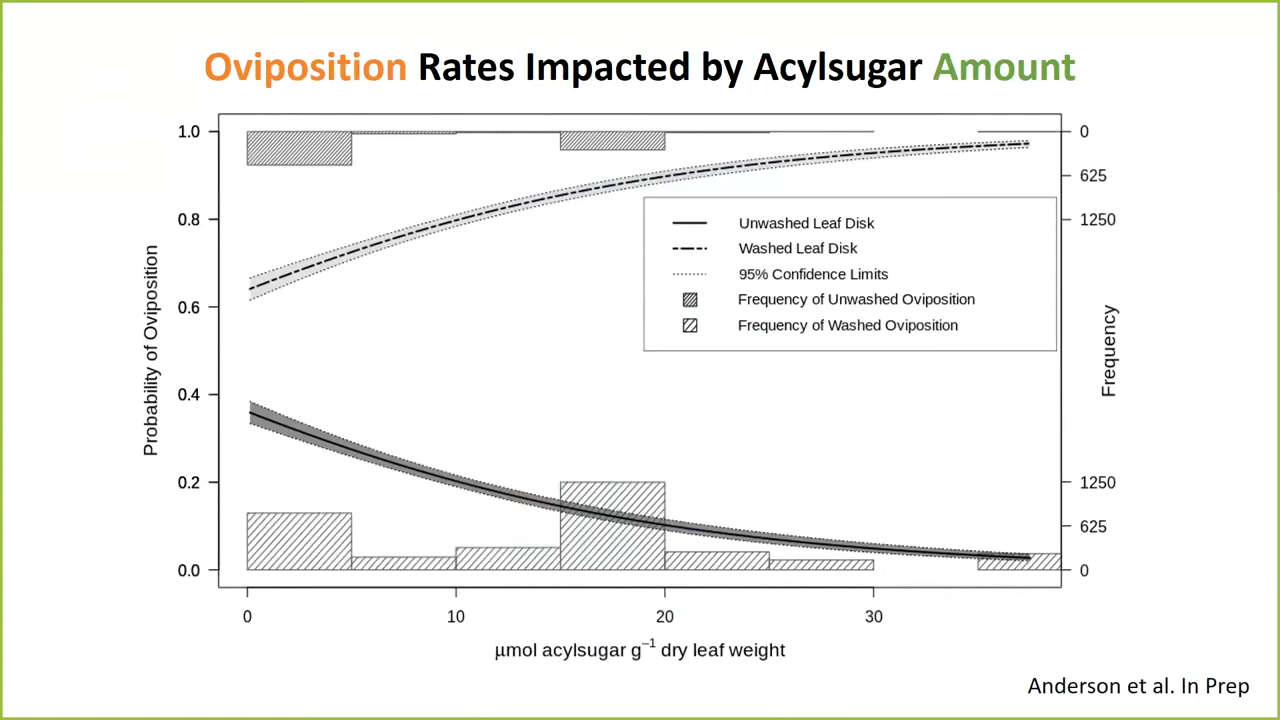 Oviposition Rates Impacted by Acylsugar Amount
1.0
0.8
0.6
0.4
0.2
0.0
Probability of Oviposition
Unwashed Leaf Disk
Washed Leaf Disk
95% Confidence Limits
Frequency of Unwashed Oviposition
Frequency of Washed Oviposition
0
625
1250
1250
625
0
Frequency
0 10 20 30
µmol acylsugar g⁻¹ dry leaf weight
Anderson et al. In Prep